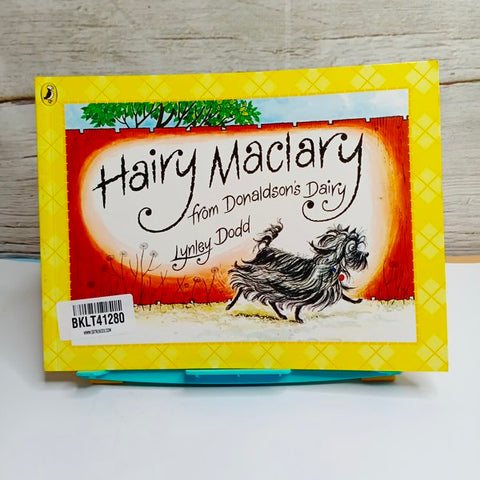 Hairy Maclary
from Donaldson's Dairy
Lynley Dodd
BKLT41280